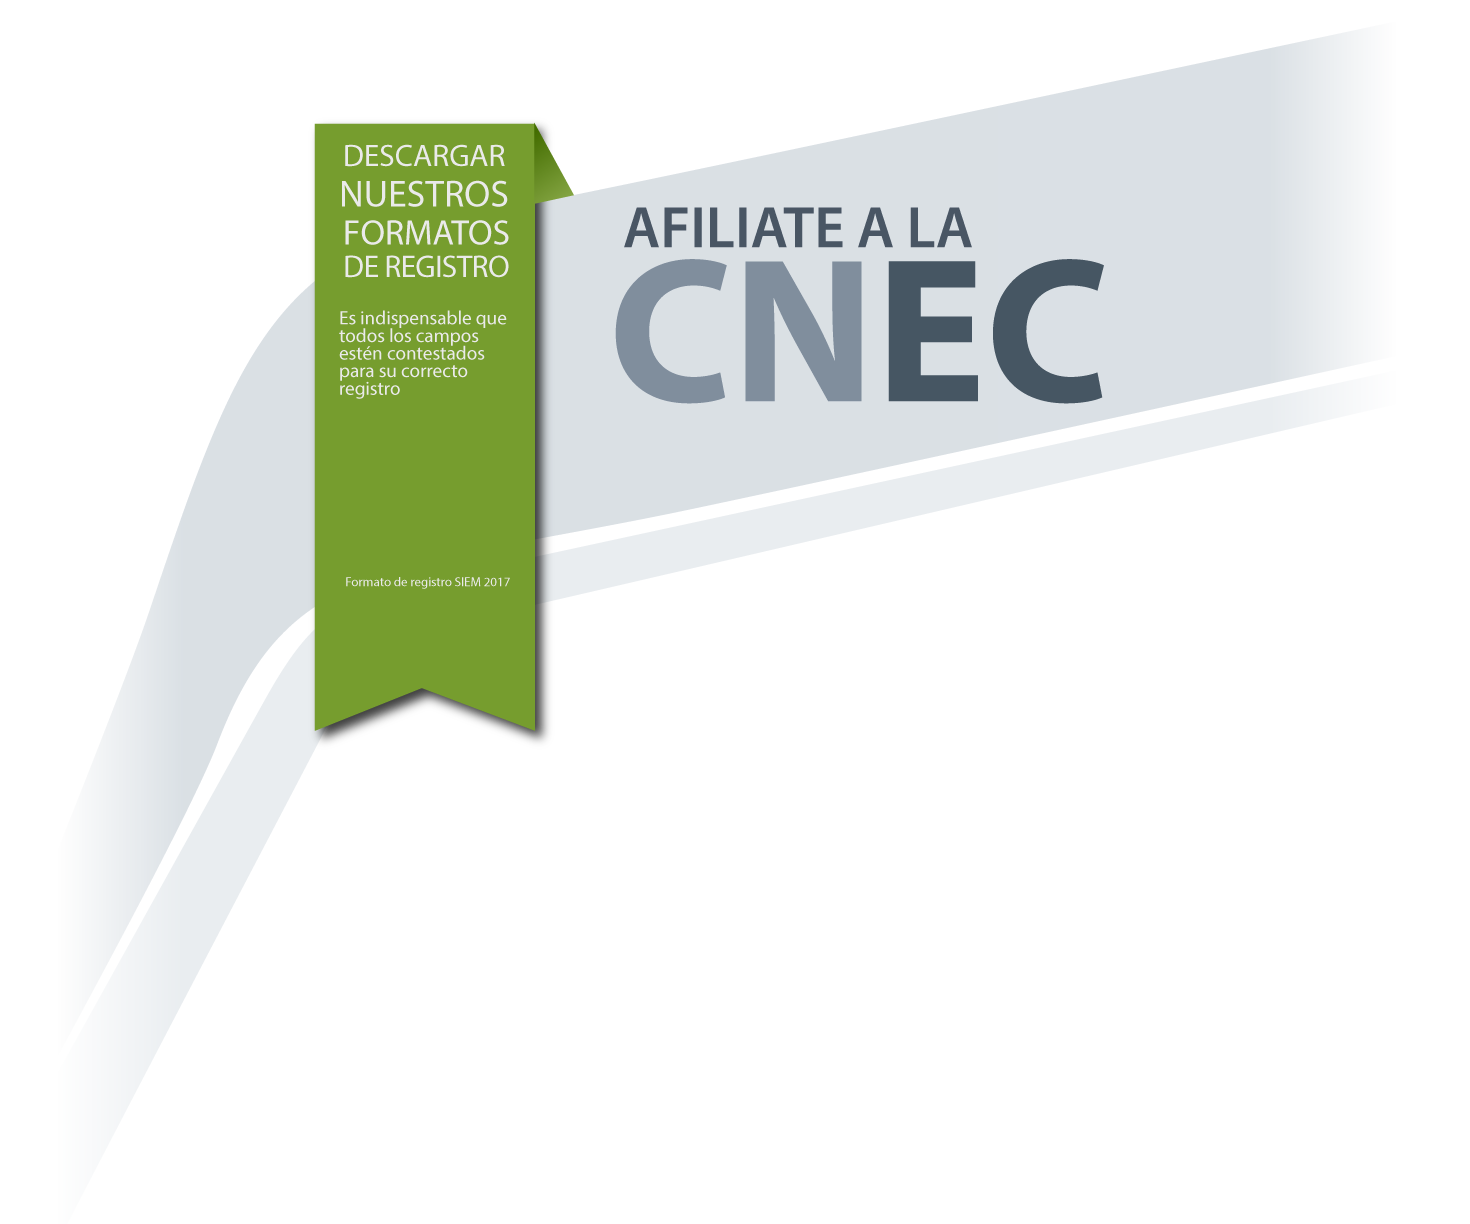 DESCARGAR
NUESTROS
FORMATOS
DE REGISTRO
Es indispensable que
todos los campos
estén contestados
para su correcto
registro
Formato de registro SIEM 2017
AFILIATE A LA
CNEC